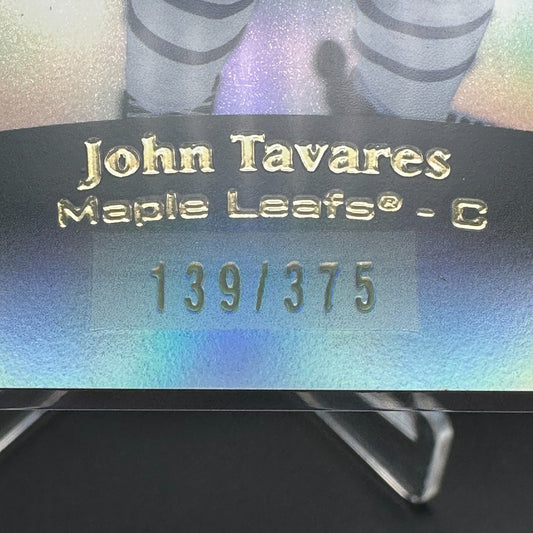 John Tavares
Maple Leafs® - C
139/375